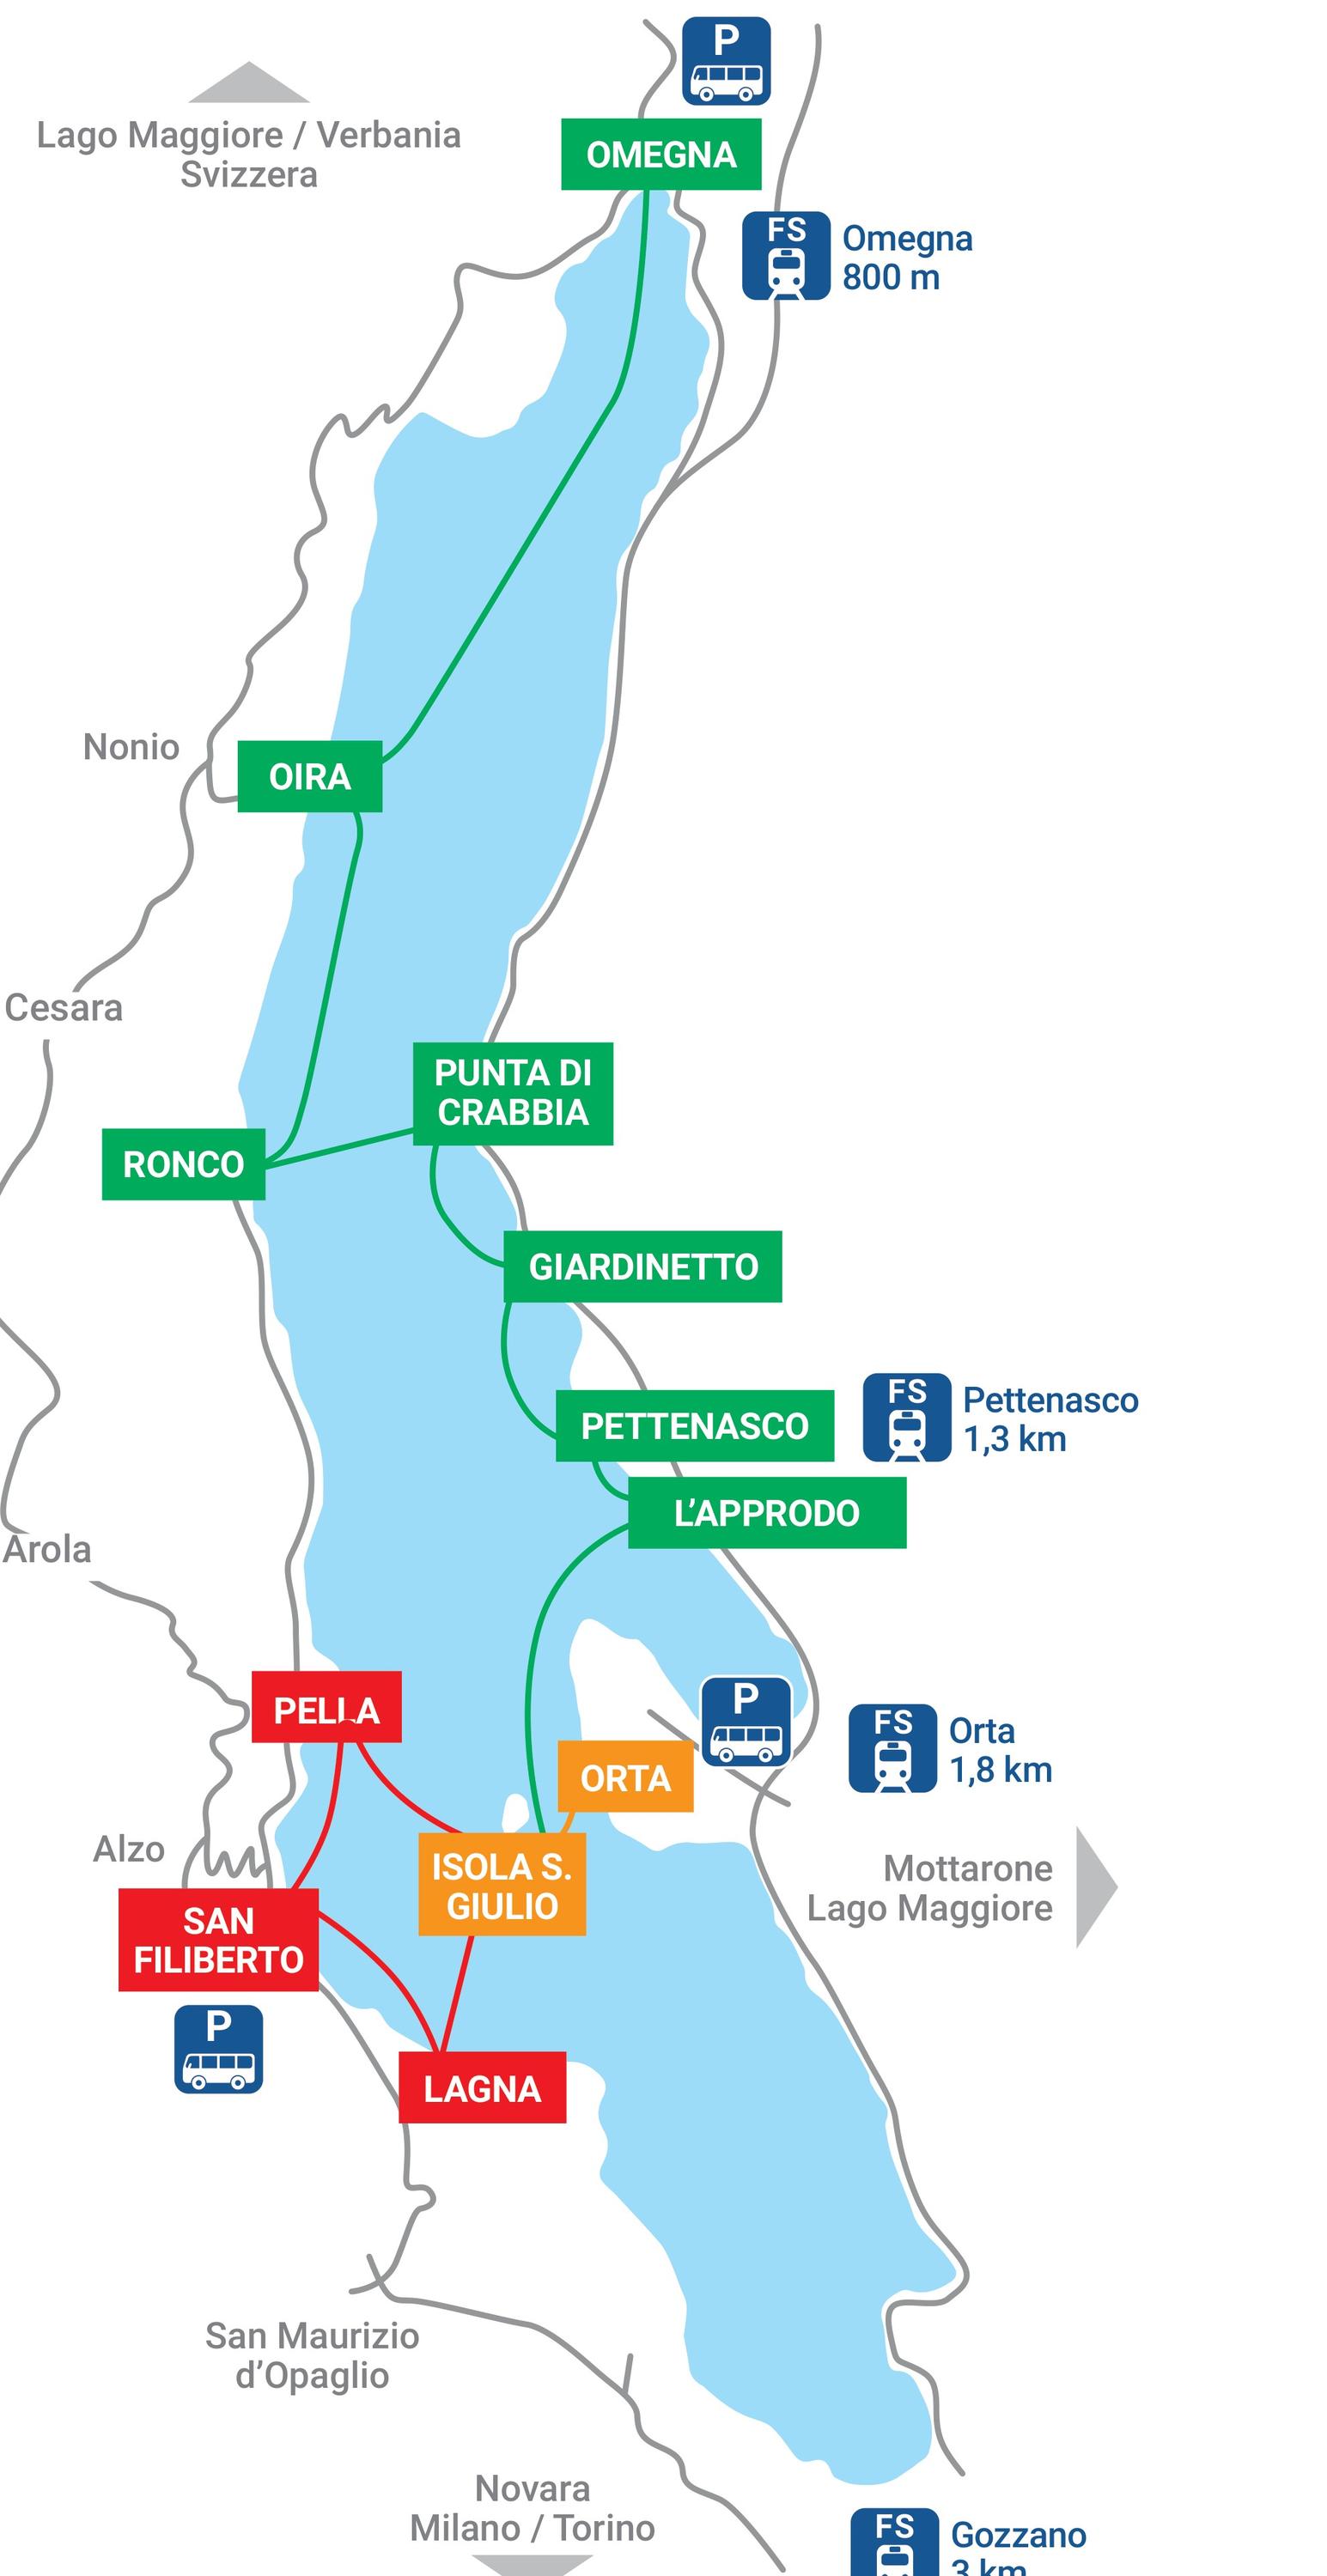 P
Lago Maggiore / Verbania
Svizzera
OMEGNA
FS
Omegna
800 m
Nonio
OIRA
Cesara
PUNTA DI
CRABBIA
RONCO
GIARDINETTO
FS
Pettenasco
1,3 km
PETTENASCO
L'APPRODO
Arola
PELLA
P
FS
Orta
1,8 km
ORTA
Alzo
ISOLA S.
GIULIO
Mottarone
Lago Maggiore
SAN
FILIBERTO
P
LAGNA
San Maurizio
d'Opaglio
Novara
Milano / Torino
FS
Gozzano
3 km